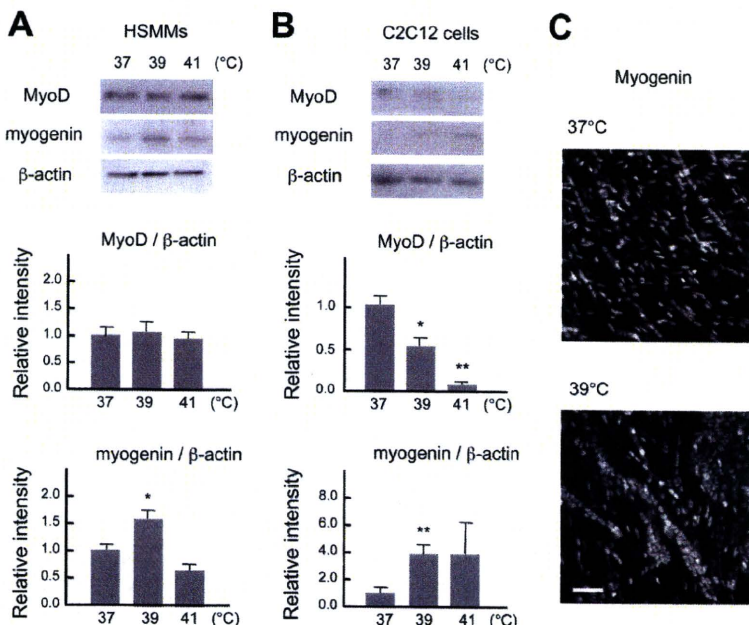 A
HSMMs
37 39 41 (°C)
MyoD
myogenin
β-actin
MyoD / β-actin
Relative intensity
2.0
1.5
1.0
0.5
0.0
37 39 41 (°C)
myogenin / β-actin
Relative intensity
2.0
1.5
1.0
0.5
0.0
*
37 39 41 (°C)
B
C2C12 cells
37 39 41 (°C)
MyoD
myogenin
β-actin
MyoD / β-actin
Relative intensity
1.0
0.5
0.0
*
**
37 39 41 (°C)
myogenin / β-actin
Relative intensity
8.0
6.0
4.0
2.0
0.0
**
37 39 41 (°C)
C
Myogenin
37°C
39°C